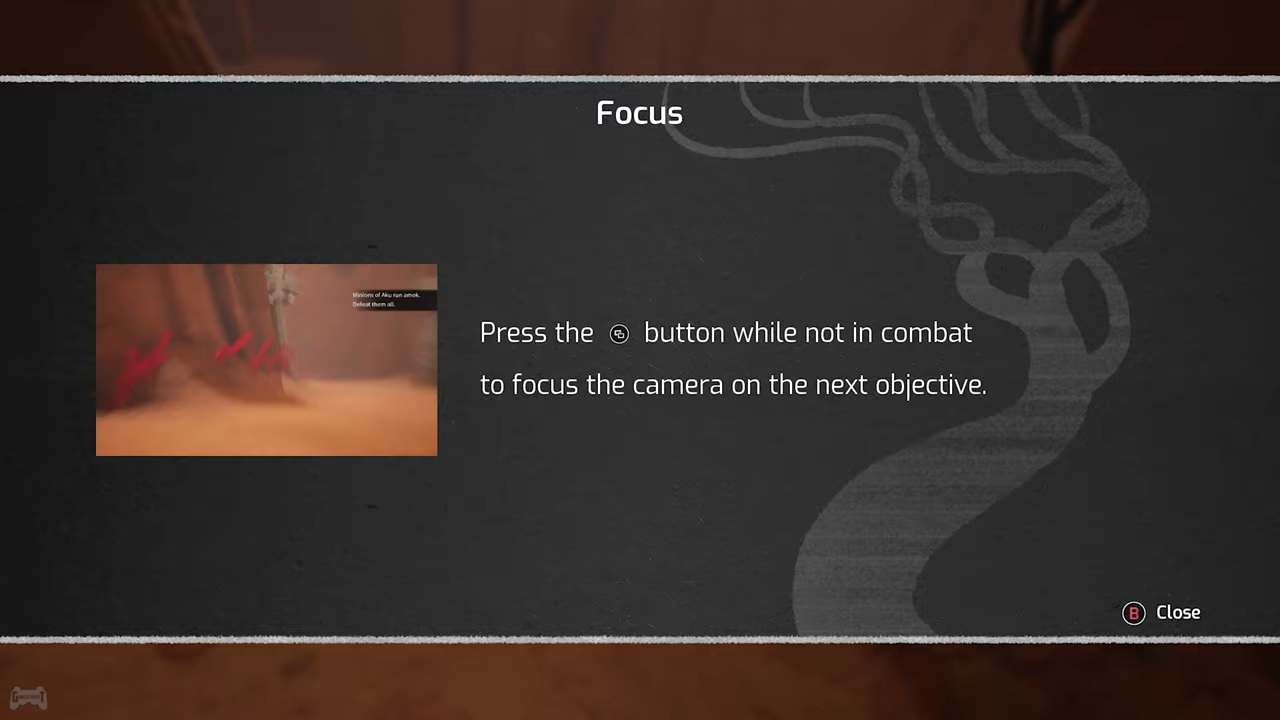 Focus
Minions of Aku run amok.
Defeat them all.
Press the button while not in combat
to focus the camera on the next objective.
B Close